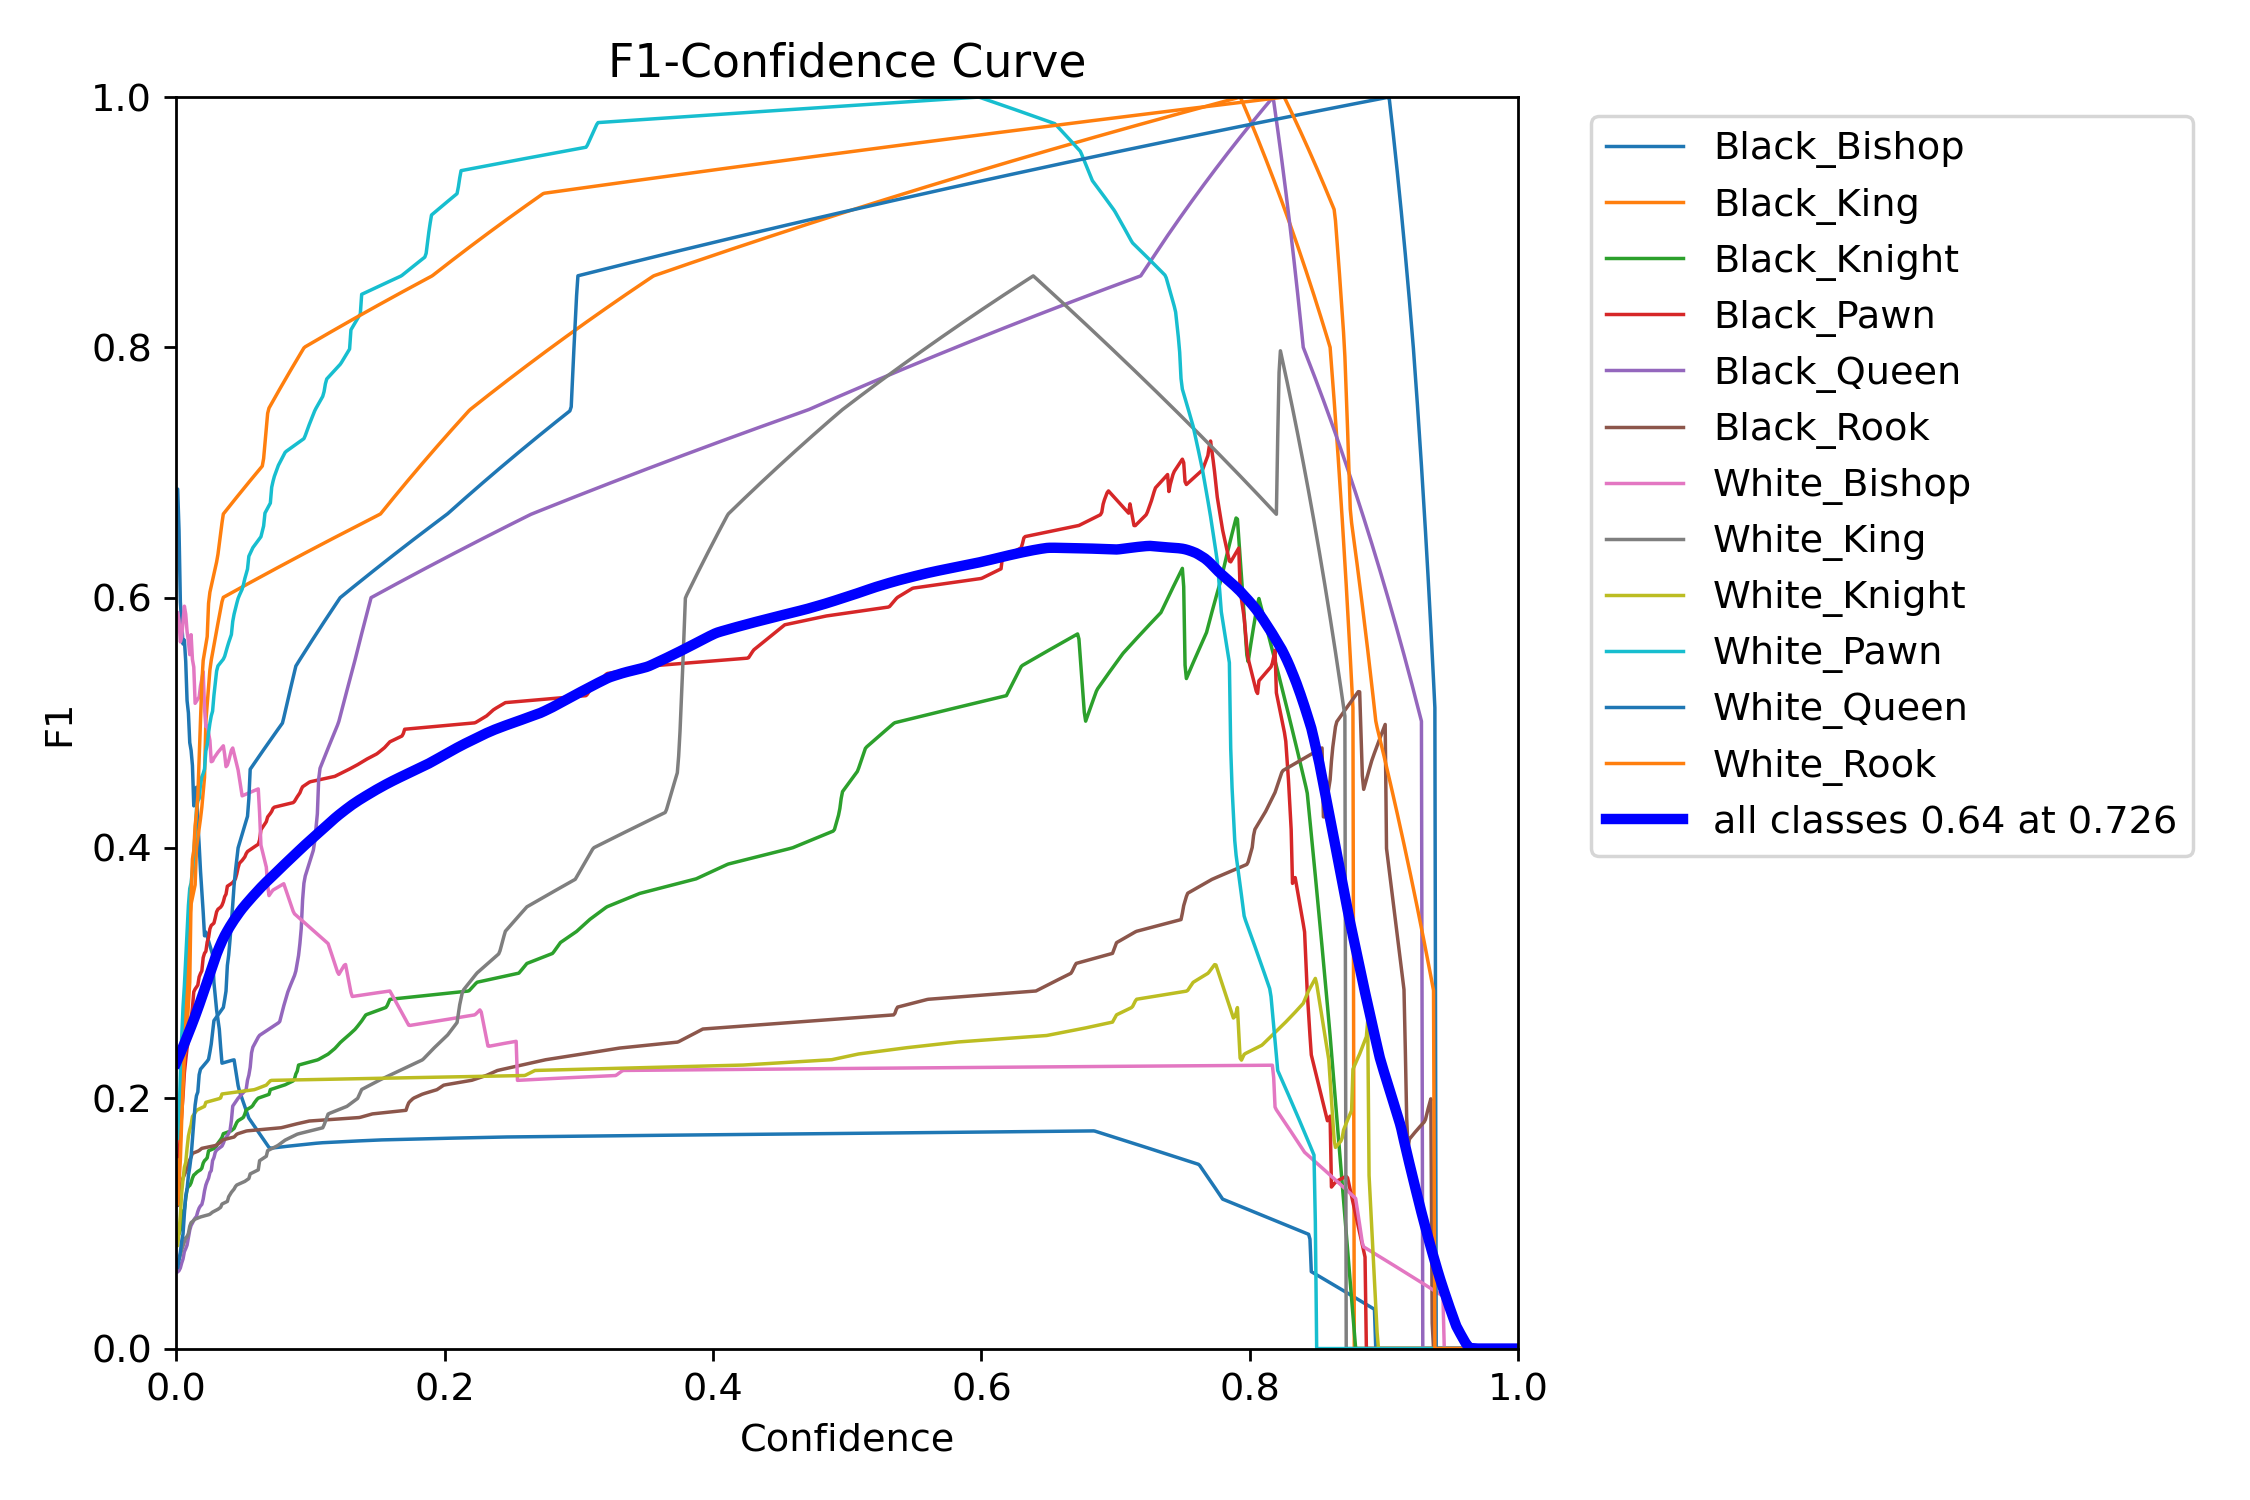 F1-Confidence Curve
1.0
0.8
0.6
0.4
0.2
0.0
F1
0.0 0.2 0.4 0.6 0.8 1.0
Confidence
Black_Bishop
Black_King
Black_Knight
Black_Pawn
Black_Queen
Black_Rook
White_Bishop
White_King
White_Knight
White_Pawn
White_Queen
White_Rook
all classes 0.64 at 0.726